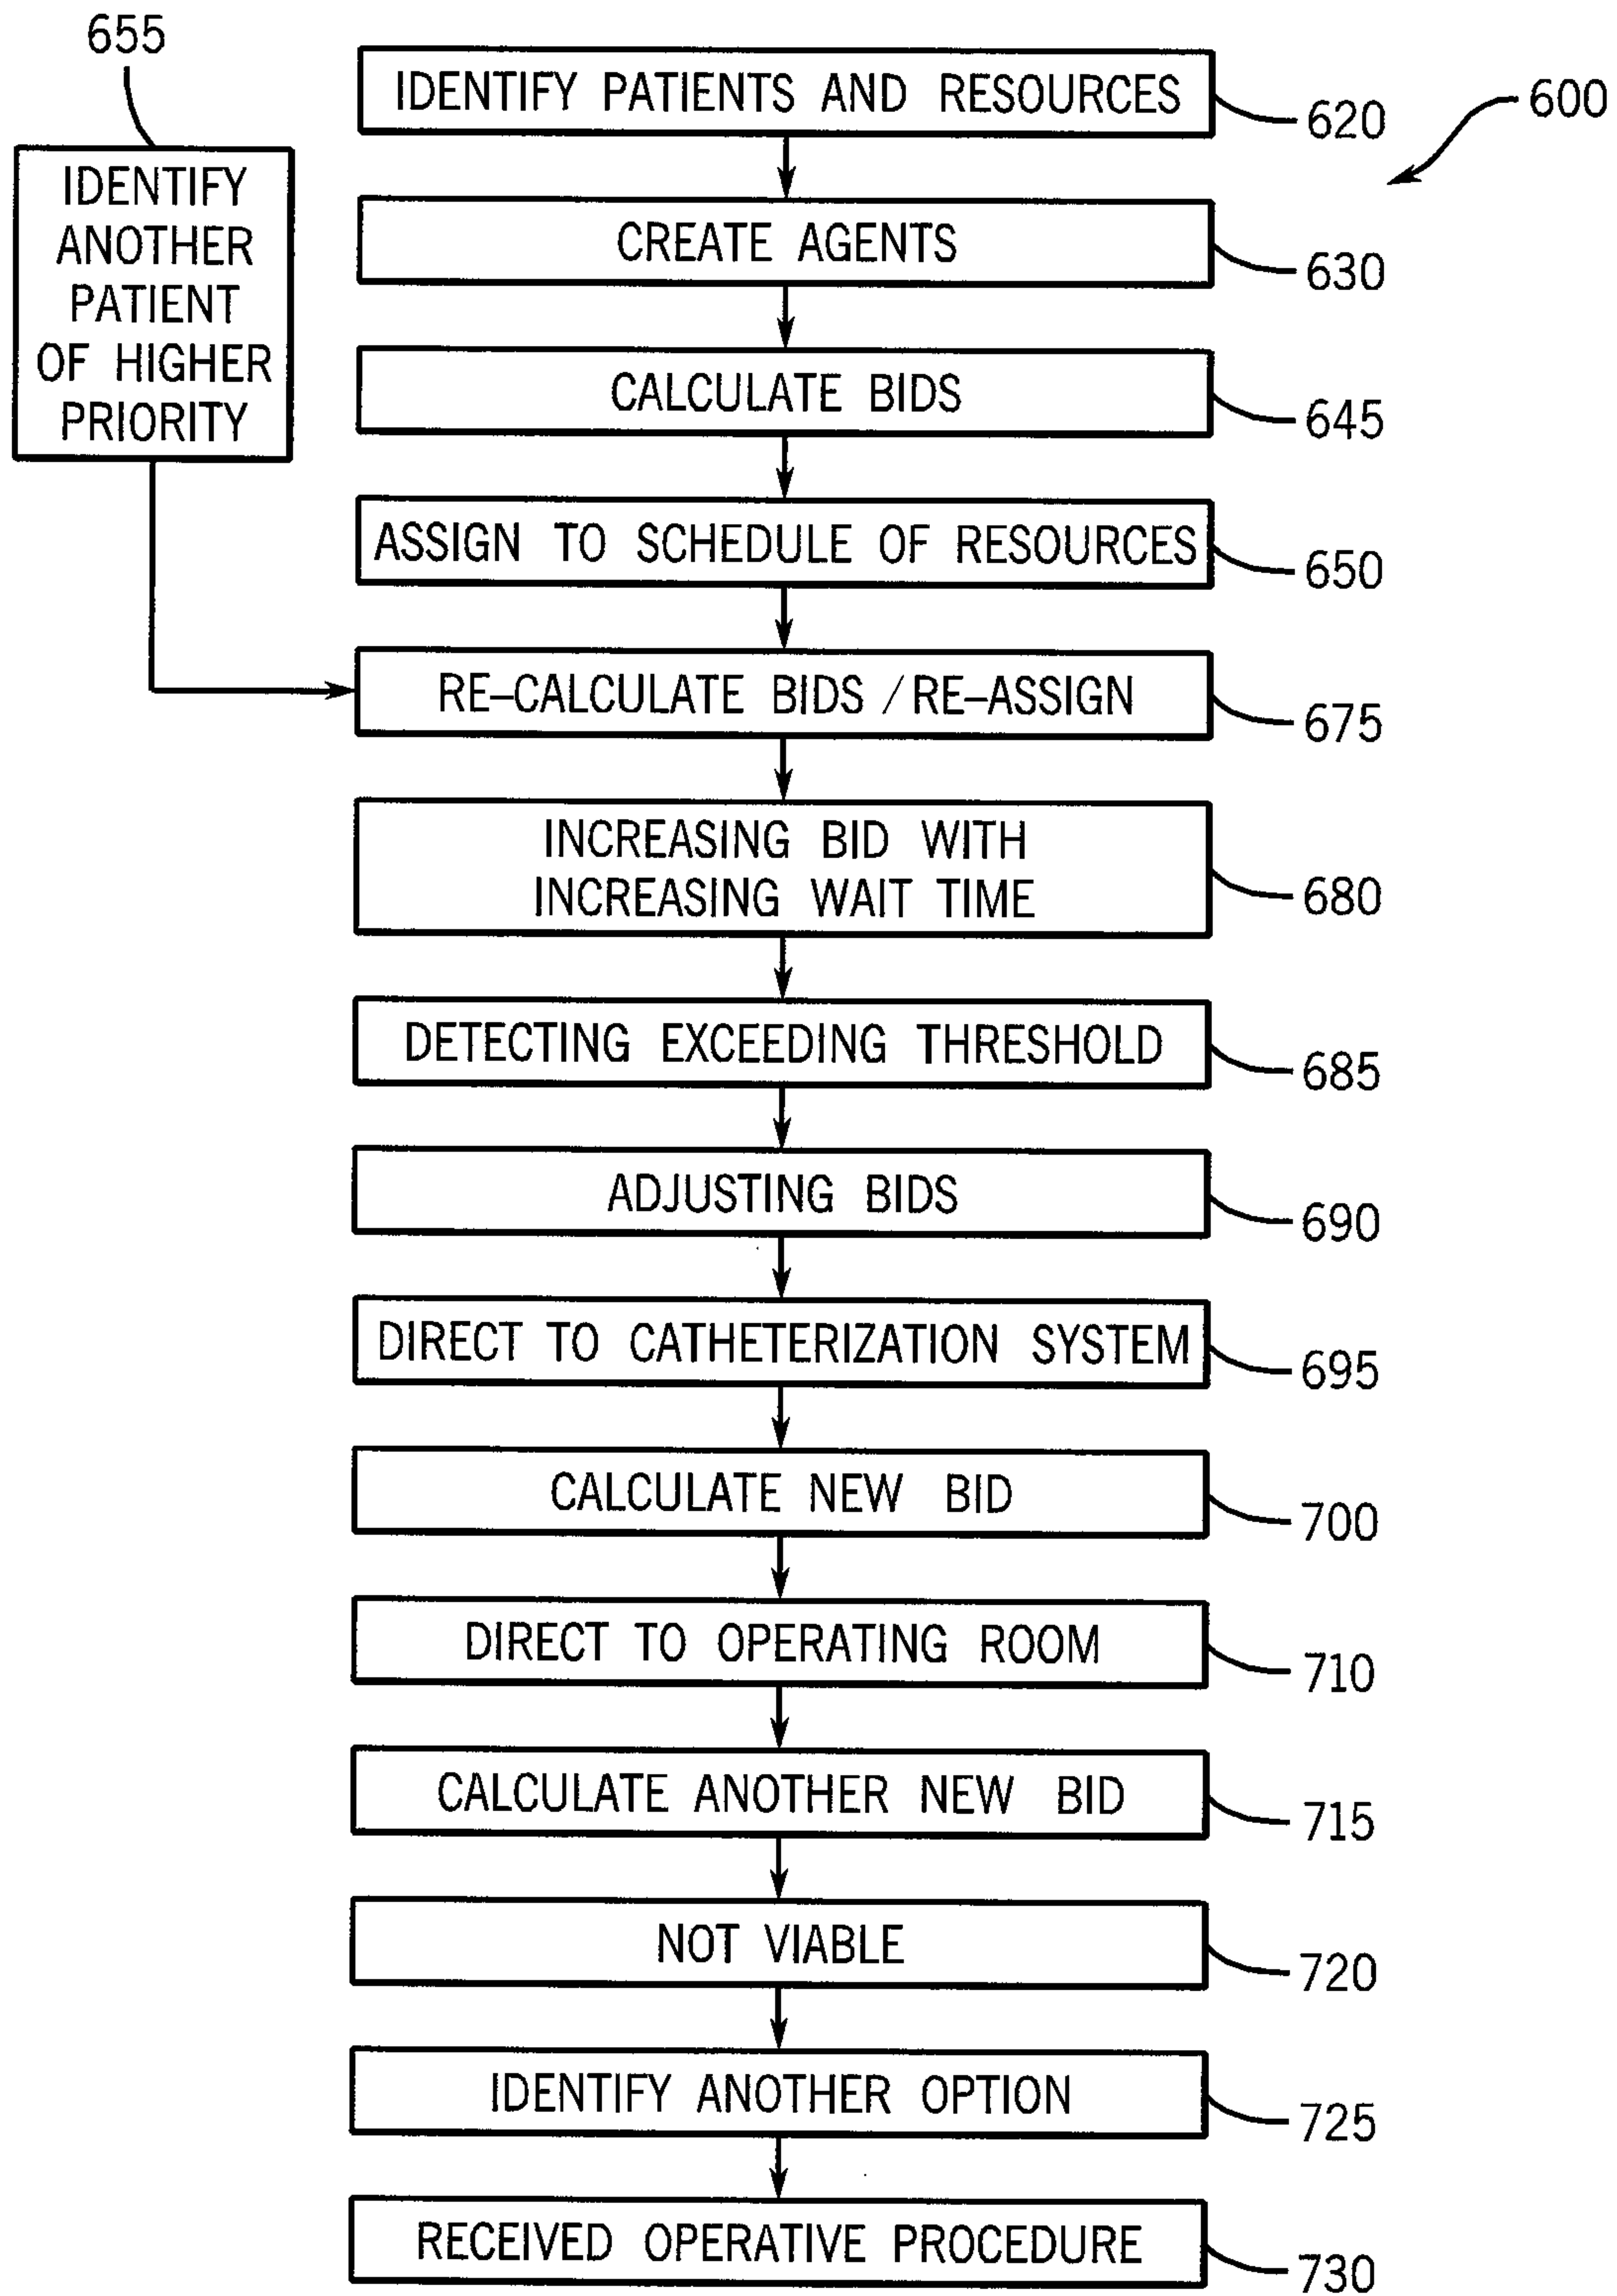 655
IDENTIFY PATIENTS AND RESOURCES
620
600
IDENTIFY
ANOTHER
PATIENT
OF HIGHER
PRIORITY
CREATE AGENTS
630
CALCULATE BIDS
645
ASSIGN TO SCHEDULE OF RESOURCES
650
RE–CALCULATE BIDS / RE–ASSIGN
675
INCREASING BID WITH
INCREASING WAIT TIME
680
DETECTING EXCEEDING THRESHOLD
685
ADJUSTING BIDS
690
DIRECT TO CATHETERIZATION SYSTEM
695
CALCULATE NEW BID
700
DIRECT TO OPERATING ROOM
710
CALCULATE ANOTHER NEW BID
715
NOT VIABLE
720
IDENTIFY ANOTHER OPTION
725
RECEIVED OPERATIVE PROCEDURE
730